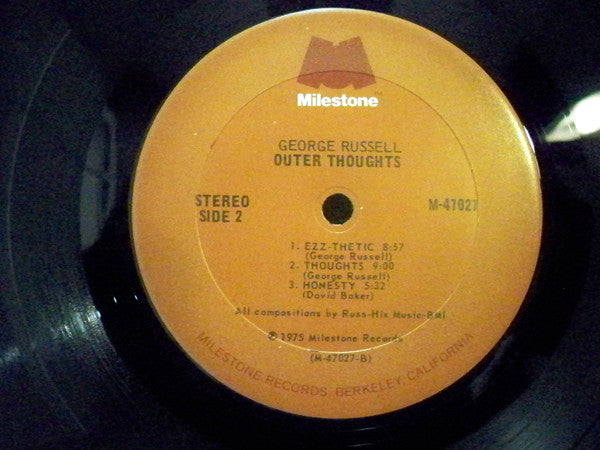 Milestone
GEORGE RUSSELL
OUTER THOUGHTS
STEREO
SIDE 2
M-47027
1. EZZ-THETIC 8:57
(George Russell)
2. THOUGHTS 9:00
(George Russell)
3. HONESTY 5:32
(David Baker)
All compositions by Russ-Hix Music-BMI
℗ 1975 Milestone Records
(M-47027-B)
MILESTONE RECORDS, BERKELEY, CALIFORNIA